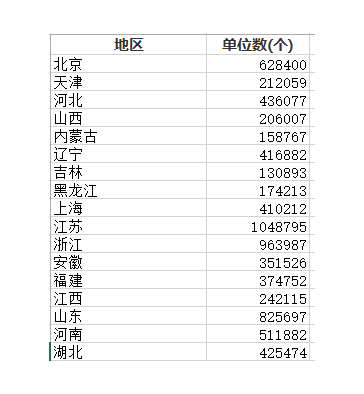 地区 单位数(个)
北京 628400
天津 212059
河北 436077
山西 206007
内蒙古 158767
辽宁 416882
吉林 130893
黑龙江 174213
上海 410212
江苏 1048795
浙江 963987
安徽 351526
福建 374752
江西 242115
山东 825697
河南 511882
湖北 425474